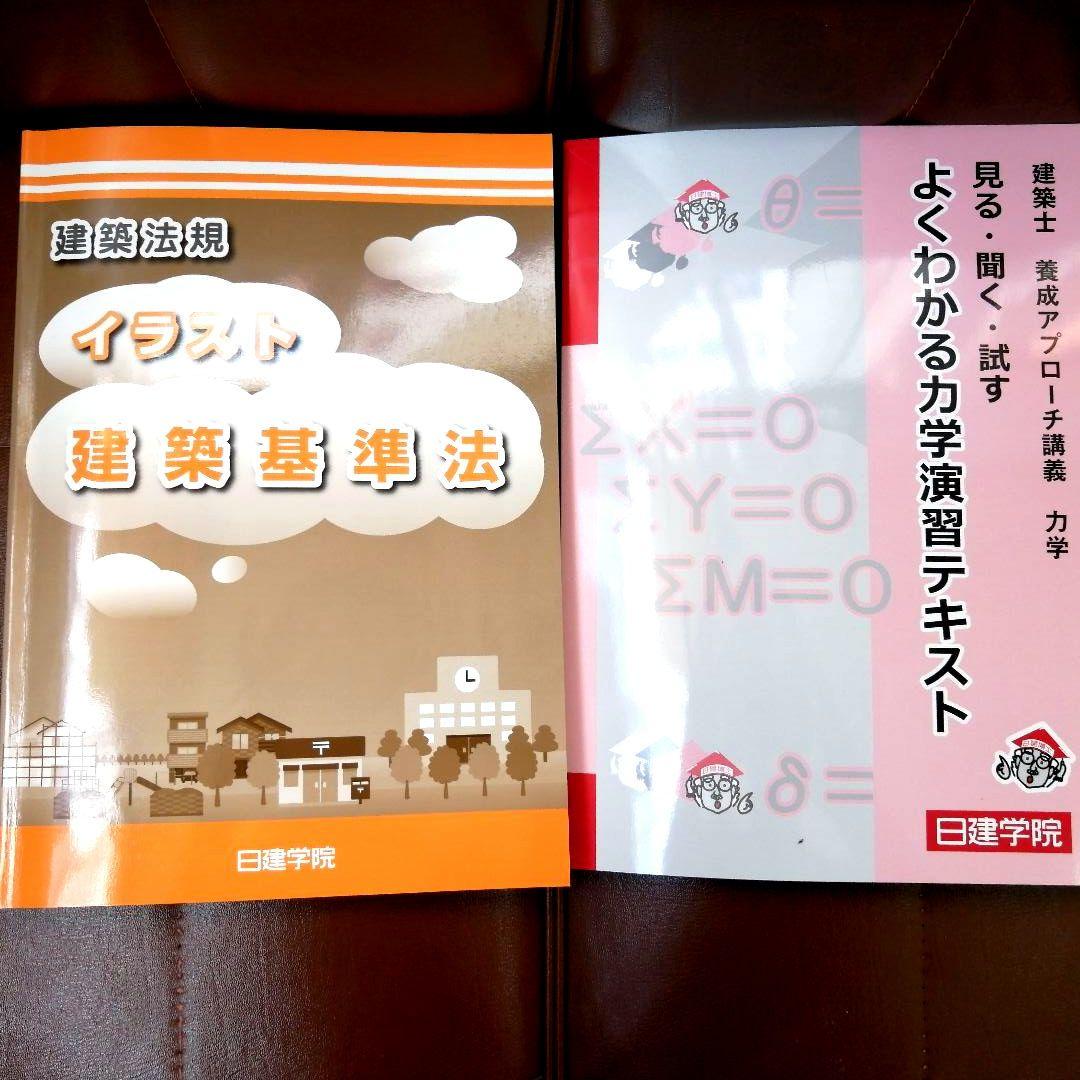 建築法規
イラスト
建築基準法
〒
日建学院
建築士 養成アプローチ講義 力学
見る・聞く・試す
よくわかる力学演習テキスト
θ=
ΣX=0
ΣY=0
ΣM=0
δ=
日建学院